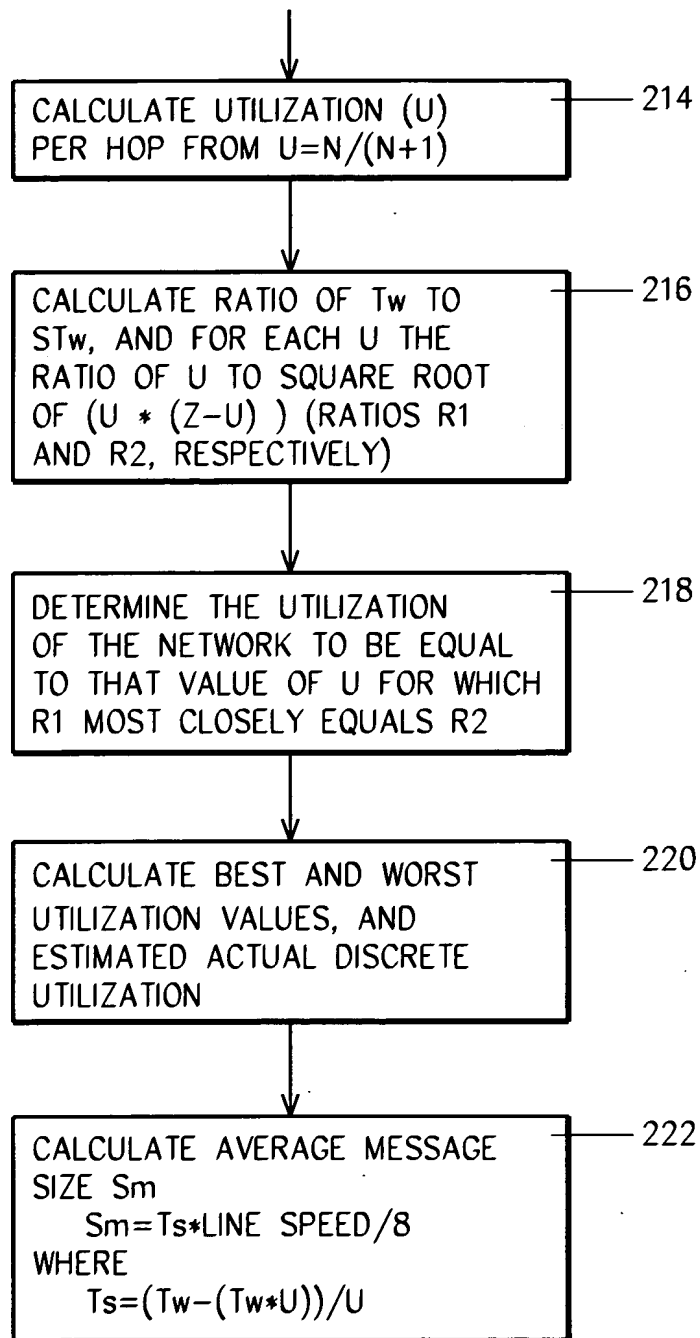 CALCULATE UTILIZATION (U)
PER HOP FROM U=N/(N+1)
214
CALCULATE RATIO OF Tw TO
STw, AND FOR EACH U THE
RATIO OF U TO SQUARE ROOT
OF (U * (Z-U) ) (RATIOS R1
AND R2, RESPECTIVELY)
216
DETERMINE THE UTILIZATION
OF THE NETWORK TO BE EQUAL
TO THAT VALUE OF U FOR WHICH
R1 MOST CLOSELY EQUALS R2
218
CALCULATE BEST AND WORST
UTILIZATION VALUES, AND
ESTIMATED ACTUAL DISCRETE
UTILIZATION
220
CALCULATE AVERAGE MESSAGE
SIZE Sm
Sm=Ts*LINE SPEED/8
WHERE
Ts=(Tw-(Tw*U))/U
222